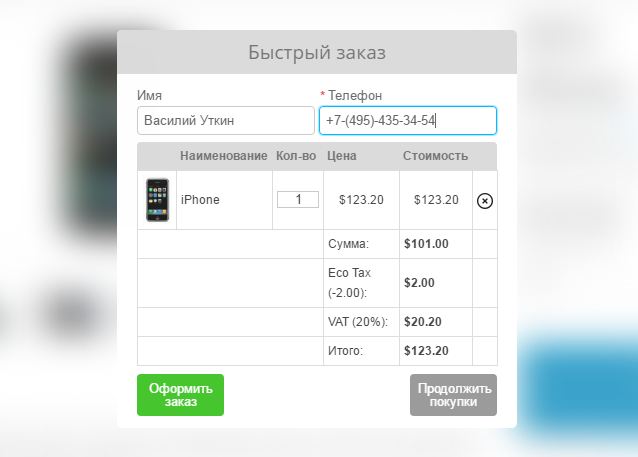 Быстрый заказ
Имя
* Телефон
Василий Уткин
+7-(495)-435-34-54
Наименование Кол-во Цена Стоимость
iPhone 1 $123.20 $123.20
Сумма: $101.00
Eco Tax
(-2.00): $2.00
VAT (20%): $20.20
Итого: $123.20
Оформить
заказ
Продолжить
покупки